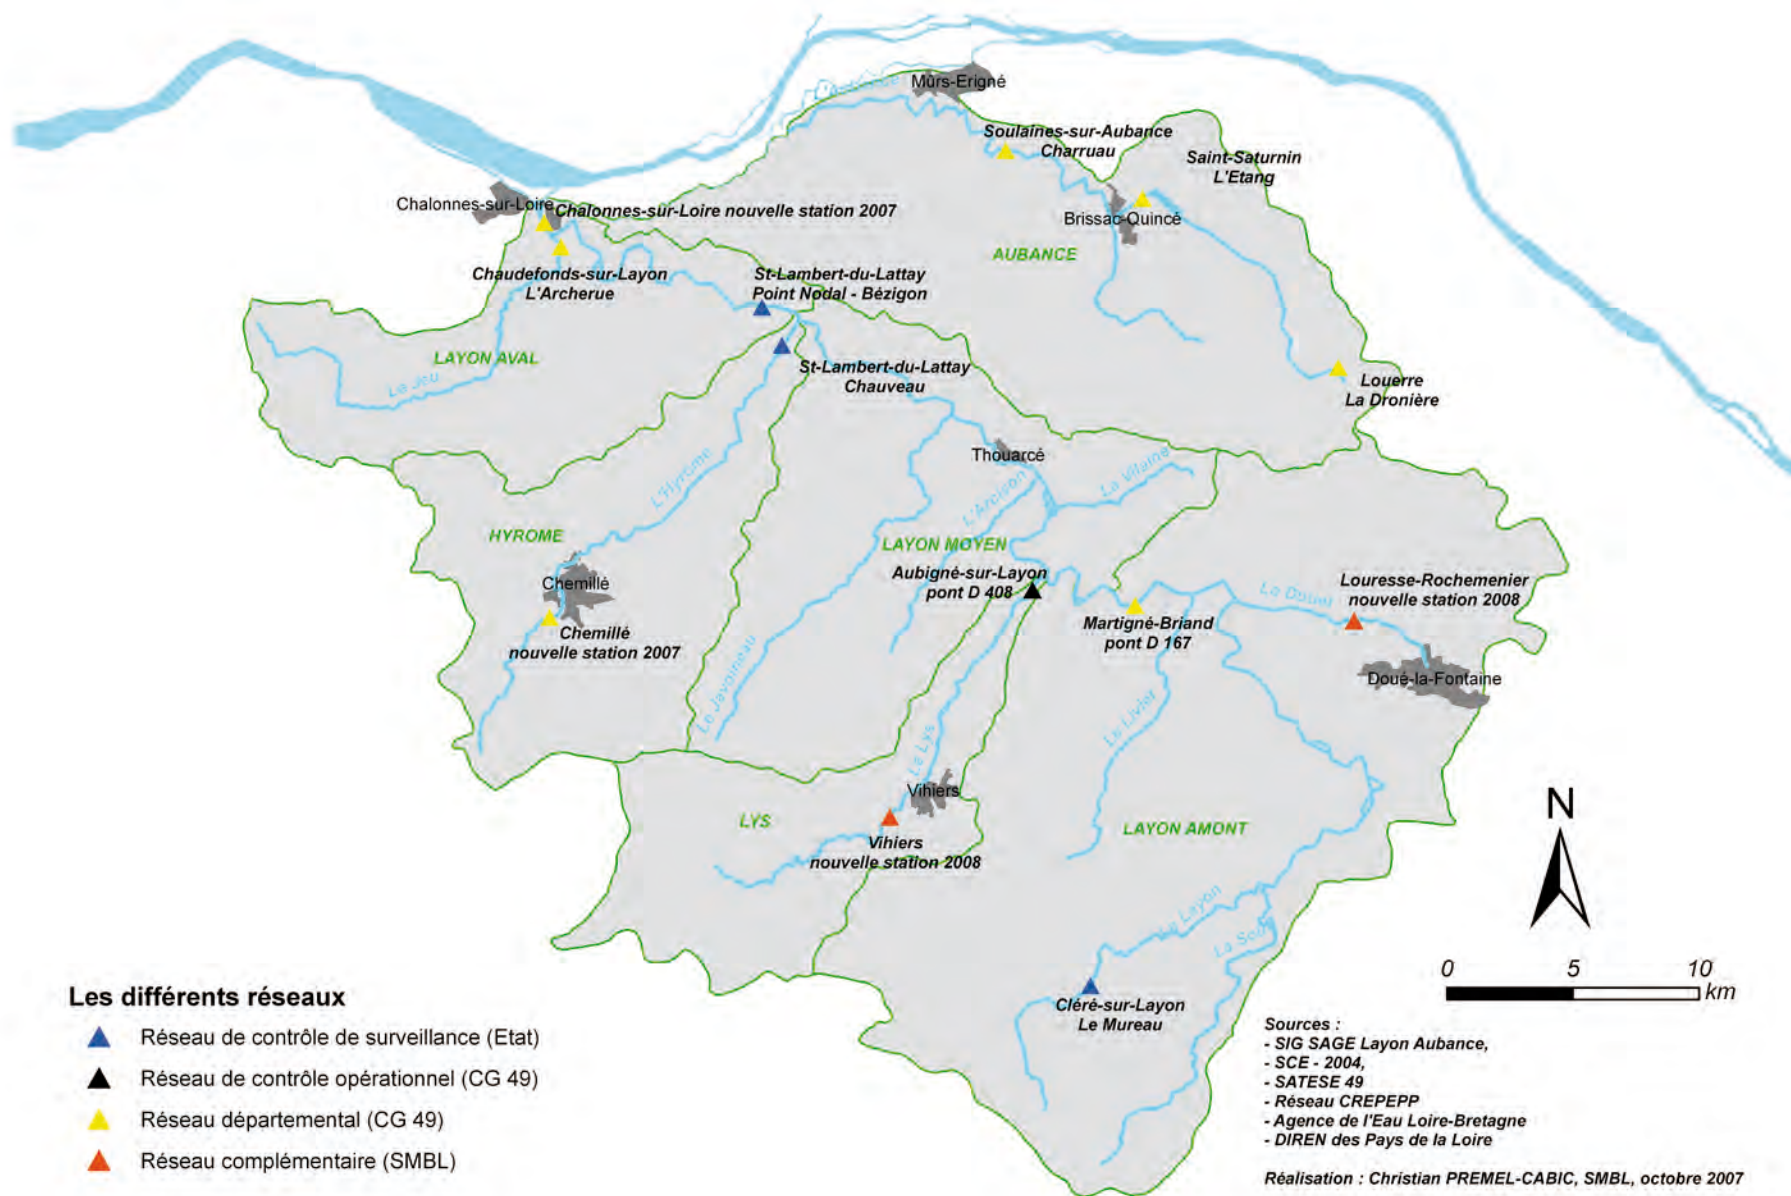 L'Aubance
Mûrs-Erigné
Soulaines-sur-Aubance
Charruau
Saint-Saturnin
L'Etang
Chalonnes-sur-Loire
Chalonnes-sur-Loire nouvelle station 2007
Brissac-Quincé
AUBANCE
Chaudefonds-sur-Layon
L'Archerue
St-Lambert-du-Lattay
Point Nodal - Bézigon
LAYON AVAL
Le Jeu
St-Lambert-du-Lattay
Chauveau
Louerre
La Dronière
Thouarcé
La Vilaine
L'Hyrome
L'Arcison
HYROME
LAYON MOYEN
Chemillé
Aubigné-sur-Layon
pont D 408
Louresse-Rochemenier
nouvelle station 2008
Le Douet
Chemillé
nouvelle station 2007
Martigné-Briand
pont D 167
Doué-la-Fontaine
Le Javoineau
Le Livier
Le Lys
Vihiers
LYS
LAYON AMONT
Vihiers
nouvelle station 2008
Le Layon
La Scie
Cléré-sur-Layon
Le Mureau
N
0 5 10
km
Les différents réseaux
Réseau de contrôle de surveillance (Etat)
Réseau de contrôle opérationnel (CG 49)
Réseau départemental (CG 49)
Réseau complémentaire (SMBL)
Sources :
- SIG SAGE Layon Aubance,
- SCE - 2004,
- SATESE 49
- Réseau CREPEPP
- Agence de l'Eau Loire-Bretagne
- DIREN des Pays de la Loire
Réalisation : Christian PREMEL-CABIC, SMBL, octobre 2007